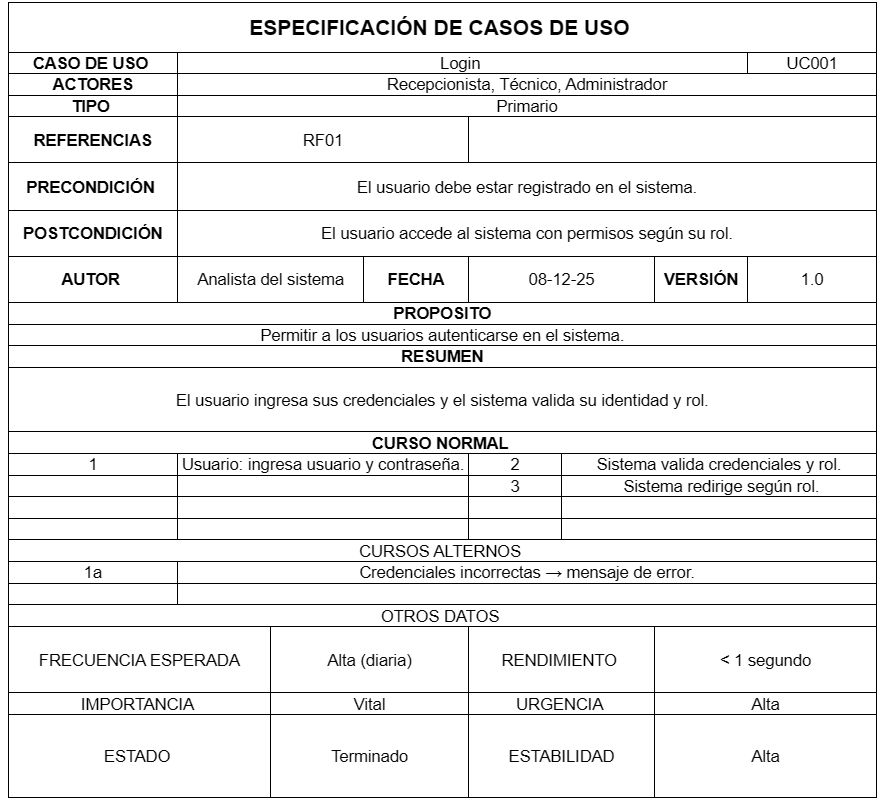 ESPECIFICACIÓN DE CASOS DE USO
CASO DE USO Login UC001
ACTORES Recepcionista, Técnico, Administrador
TIPO Primario
REFERENCIAS RF01
PRECONDICIÓN El usuario debe estar registrado en el sistema.
POSTCONDICIÓN El usuario accede al sistema con permisos según su rol.
AUTOR Analista del sistema FECHA 08-12-25 VERSIÓN 1.0
PROPOSITO
Permitir a los usuarios autenticarse en el sistema.
RESUMEN
El usuario ingresa sus credenciales y el sistema valida su identidad y rol.
CURSO NORMAL
1 Usuario: ingresa usuario y contraseña. 2 Sistema valida credenciales y rol.
3 Sistema redirige según rol.
CURSOS ALTERNOS
1a Credenciales incorrectas → mensaje de error.
OTROS DATOS
FRECUENCIA ESPERADA Alta (diaria) RENDIMIENTO < 1 segundo
IMPORTANCIA Vital URGENCIA Alta
ESTADO Terminado ESTABILIDAD Alta